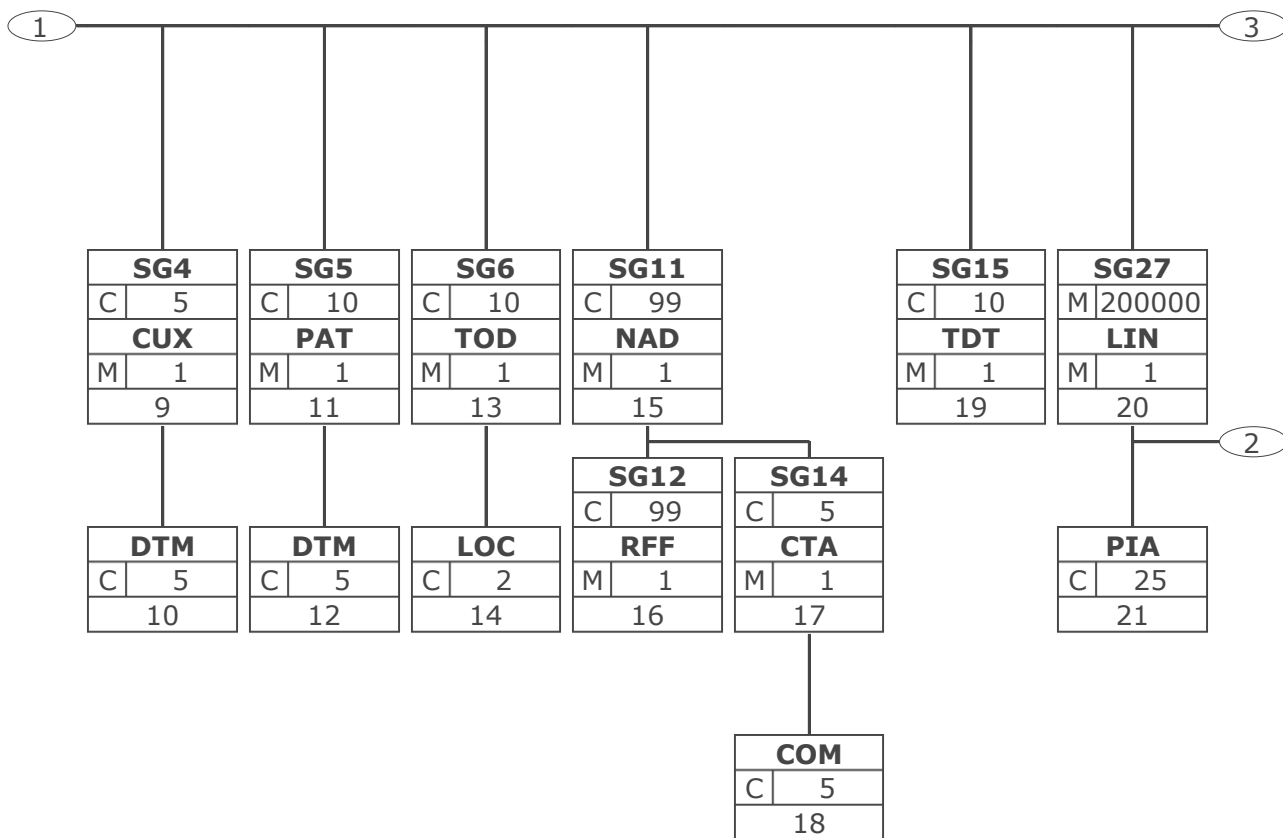 1 3
SG4 SG5 SG6 SG11 SG15 SG27
C 5 C 10 C 10 C 99 C 10 M 200000
CUX PAT TOD NAD TDT LIN
M 1 M 1 M 1 M 1 M 1 M 1
9 11 13 15 19 20
2
SG12 SG14
C 99 C 5
DTM DTM LOC RFF CTA PIA
C 5 C 5 C 2 M 1 M 1 C 25
10 12 14 16 17 21
COM
C 5
18